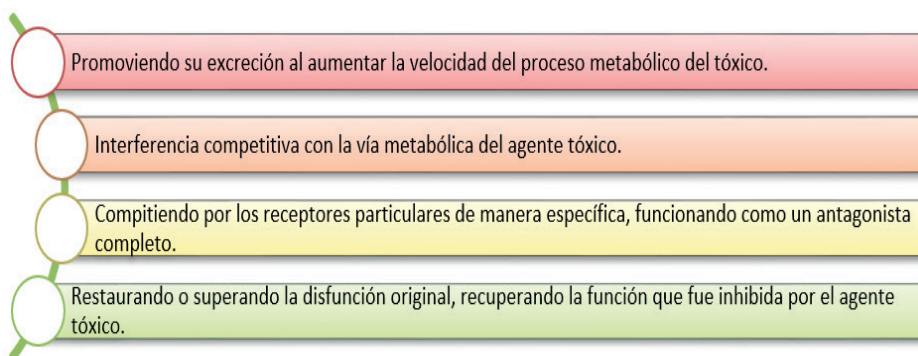 Promoviendo su excreción al aumentar la velocidad del proceso metabólico del tóxico.
Interferencia competitiva con la vía metabólica del agente tóxico.
Compitiendo por los receptores particulares de manera específica, funcionando como un antagonista
completo.
Restaurando o superando la disfunción original, recuperando la función que fue inhibida por el agente
tóxico.